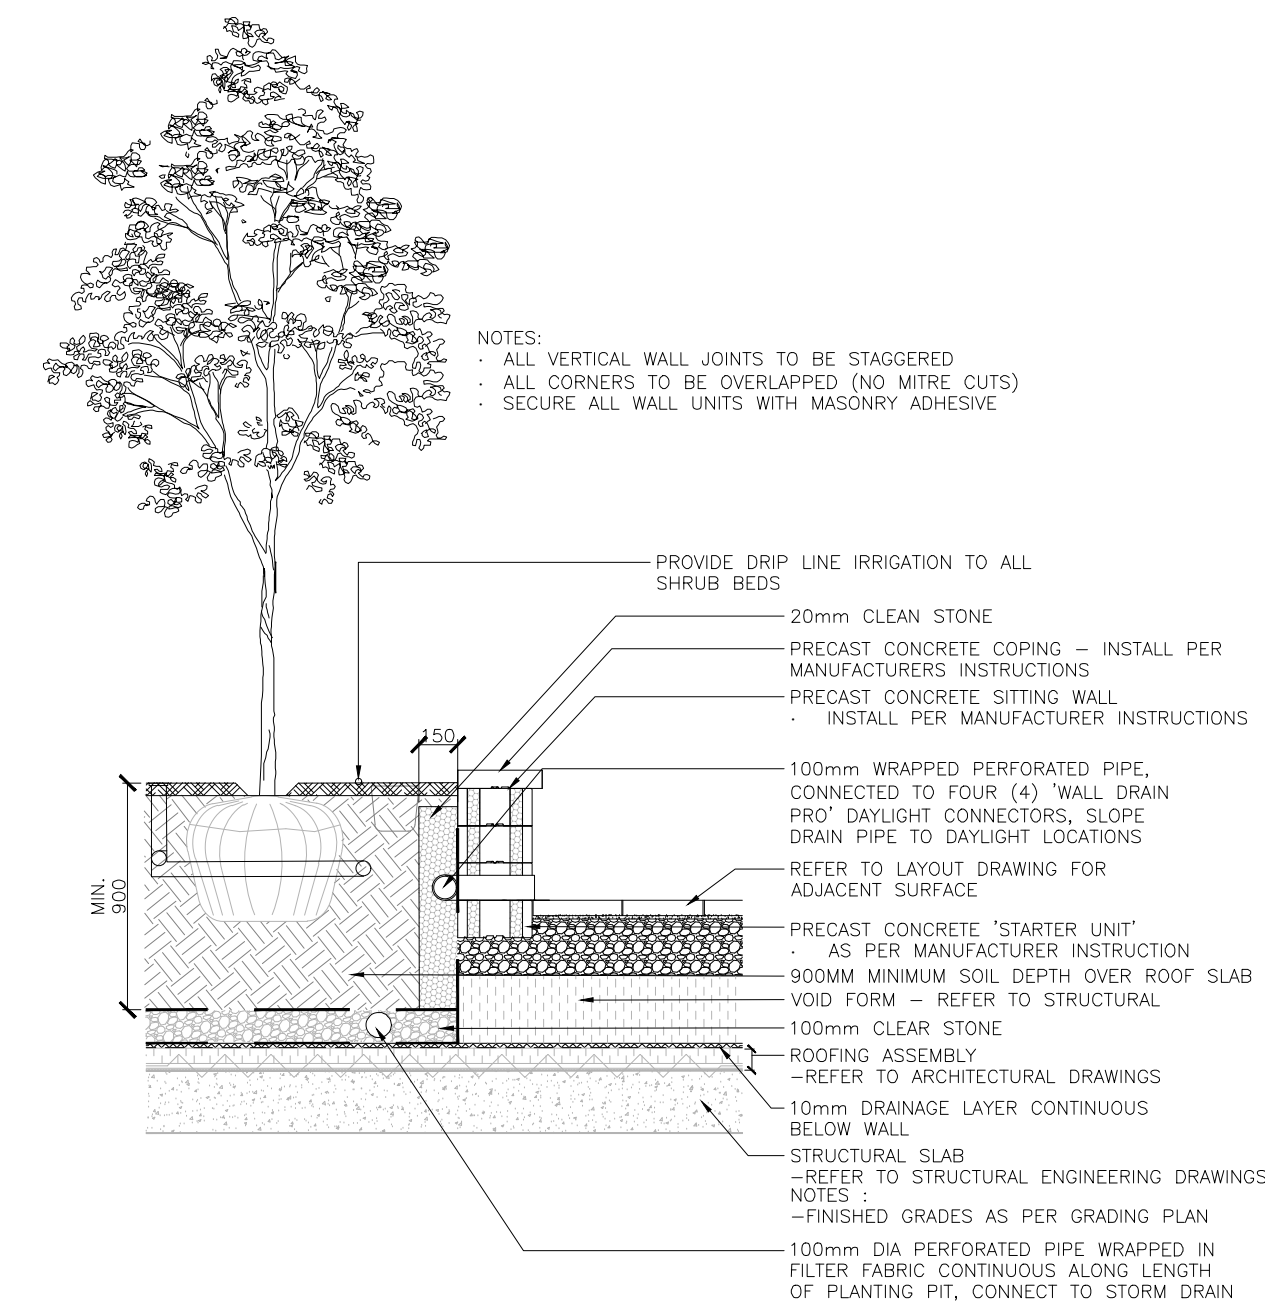 NOTES:
· ALL VERTICAL WALL JOINTS TO BE STAGGERED
· ALL CORNERS TO BE OVERLAPPED (NO MITRE CUTS)
· SECURE ALL WALL UNITS WITH MASONRY ADHESIVE
PROVIDE DRIP LINE IRRIGATION TO ALL
SHRUB BEDS
20mm CLEAN STONE
PRECAST CONCRETE COPING – INSTALL PER
MANUFACTURERS INSTRUCTIONS
PRECAST CONCRETE SITTING WALL
· INSTALL PER MANUFACTURER INSTRUCTIONS
150
100mm WRAPPED PERFORATED PIPE,
CONNECTED TO FOUR (4) 'WALL DRAIN
PRO' DAYLIGHT CONNECTORS, SLOPE
DRAIN PIPE TO DAYLIGHT LOCATIONS
REFER TO LAYOUT DRAWING FOR
ADJACENT SURFACE
MIN.
900
PRECAST CONCRETE 'STARTER UNIT'
· AS PER MANUFACTURER INSTRUCTION
900MM MINIMUM SOIL DEPTH OVER ROOF SLAB
VOID FORM – REFER TO STRUCTURAL
100mm CLEAR STONE
ROOFING ASSEMBLY
–REFER TO ARCHITECTURAL DRAWINGS
10mm DRAINAGE LAYER CONTINUOUS
BELOW WALL
STRUCTURAL SLAB
–REFER TO STRUCTURAL ENGINEERING DRAWINGS
NOTES :
–FINISHED GRADES AS PER GRADING PLAN
100mm DIA PERFORATED PIPE WRAPPED IN
FILTER FABRIC CONTINUOUS ALONG LENGTH
OF PLANTING PIT, CONNECT TO STORM DRAIN